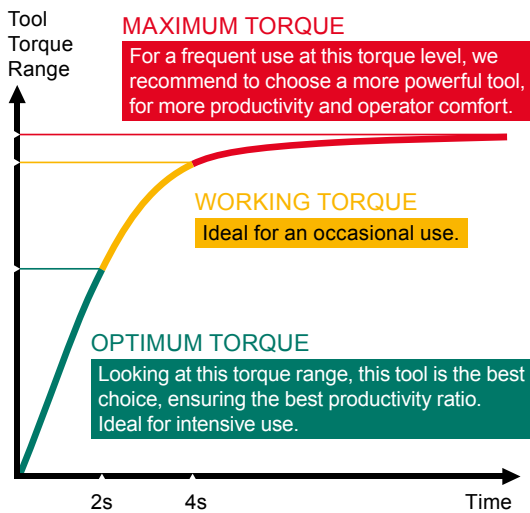 Tool
Torque
Range
MAXIMUM TORQUE
For a frequent use at this torque level, we
recommend to choose a more powerful tool,
for more productivity and operator comfort.
WORKING TORQUE
Ideal for an occasional use.
OPTIMUM TORQUE
Looking at this torque range, this tool is the best
choice, ensuring the best productivity ratio.
Ideal for intensive use.
2s
4s
Time